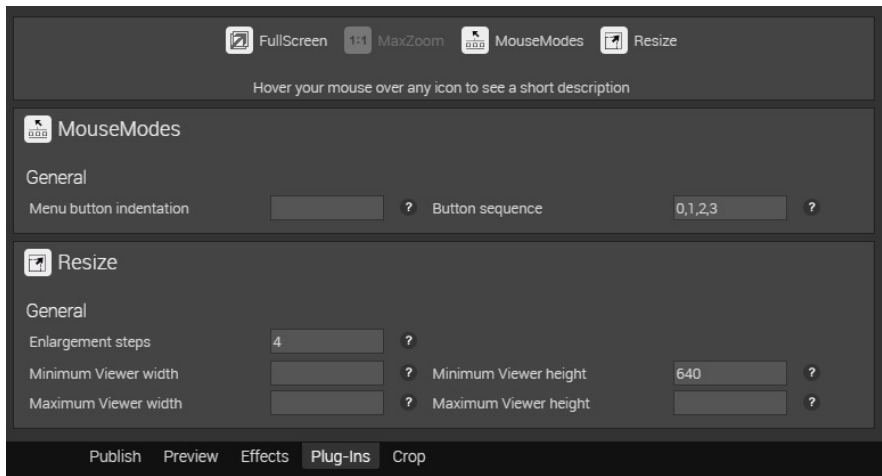 FullScreen 1:1 MaxZoom MouseModes Resize
Hover your mouse over any icon to see a short description
MouseModes
General
Menu button indentation ? Button sequence 0,1,2,3 ?
Resize
General
Enlargement steps 4 ?
Minimum Viewer width ? Minimum Viewer height 640 ?
Maximum Viewer width ? Maximum Viewer height ?
Publish Preview Effects Plug-Ins Crop